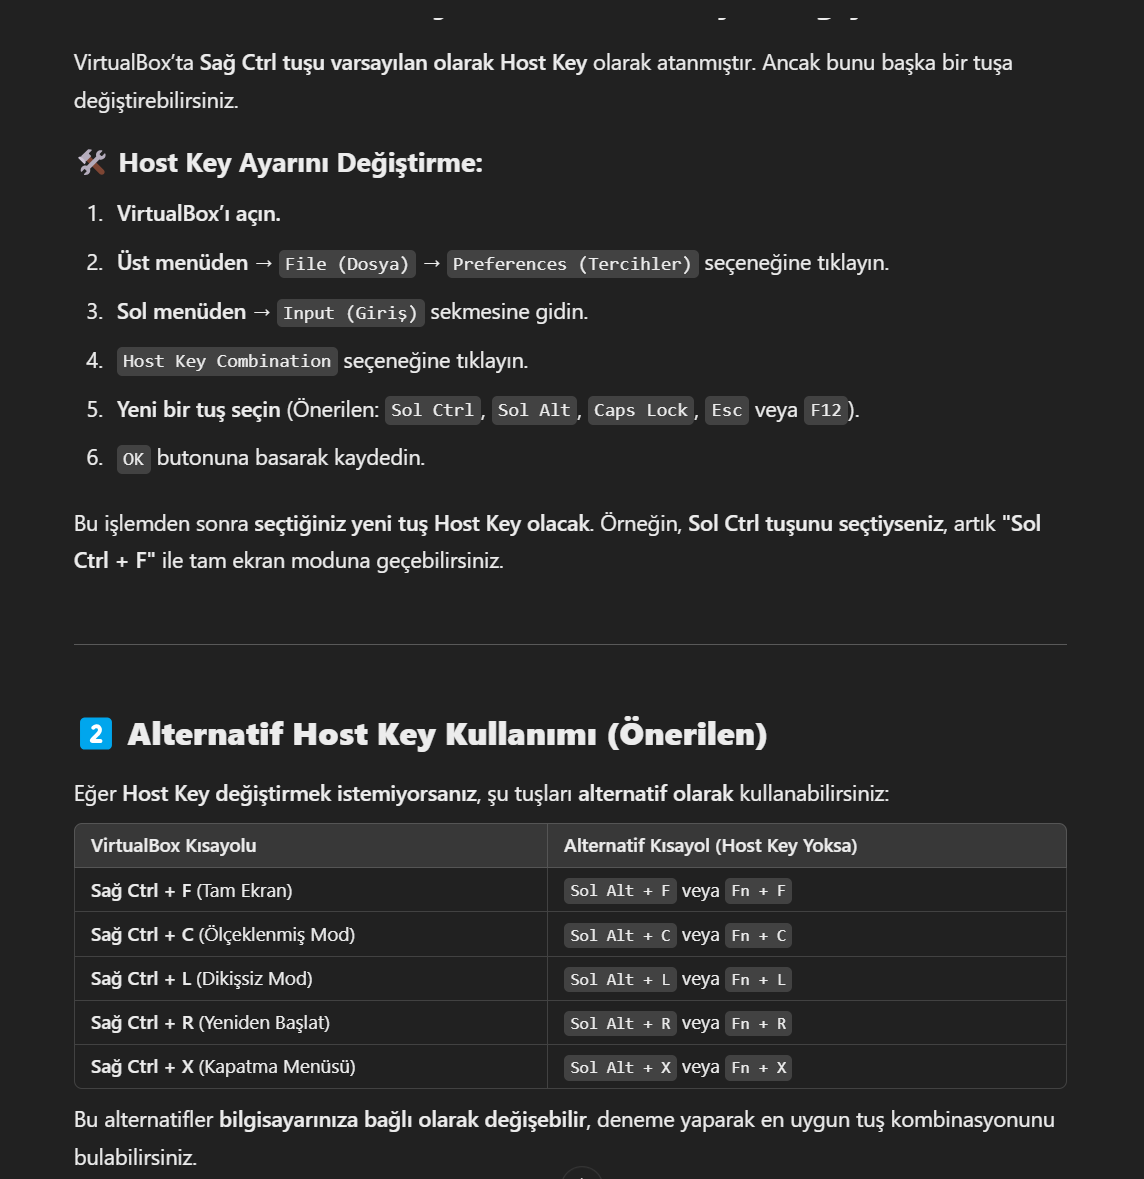 VirtualBox’ta Sağ Ctrl tuşu varsayılan olarak Host Key olarak atanmıştır. Ancak bunu başka bir tuşa
değiştirebilirsiniz.
🛠 Host Key Ayarını Değiştirme:
1. VirtualBox’ı açın.
2. Üst menüden → File (Dosya) → Preferences (Tercihler) seçeneğine tıklayın.
3. Sol menüden → Input (Giriş) sekmesine gidin.
4. Host Key Combination seçeneğine tıklayın.
5. Yeni bir tuş seçin (Önerilen: Sol Ctrl, Sol Alt, Caps Lock, Esc veya F12).
6. OK butonuna basarak kaydedin.
Bu işlemden sonra seçtiğiniz yeni tuş Host Key olacak. Örneğin, Sol Ctrl tuşunu seçtiyseniz, artık "Sol
Ctrl + F" ile tam ekran moduna geçebilirsiniz.
2 Alternatif Host Key Kullanımı (Önerilen)
Eğer Host Key değiştirmek istemiyorsanız, şu tuşları alternatif olarak kullanabilirsiniz:
VirtualBox Kısayolu Alternatif Kısayol (Host Key Yoksa)
Sağ Ctrl + F (Tam Ekran) Sol Alt + F veya Fn + F
Sağ Ctrl + C (Ölçeklenmiş Mod) Sol Alt + C veya Fn + C
Sağ Ctrl + L (Dikişsiz Mod) Sol Alt + L veya Fn + L
Sağ Ctrl + R (Yeniden Başlat) Sol Alt + R veya Fn + R
Sağ Ctrl + X (Kapatma Menüsü) Sol Alt + X veya Fn + X
Bu alternatifler bilgisayarınıza bağlı olarak değişebilir, deneme yaparak en uygun tuş kombinasyonunu
bulabilirsiniz.